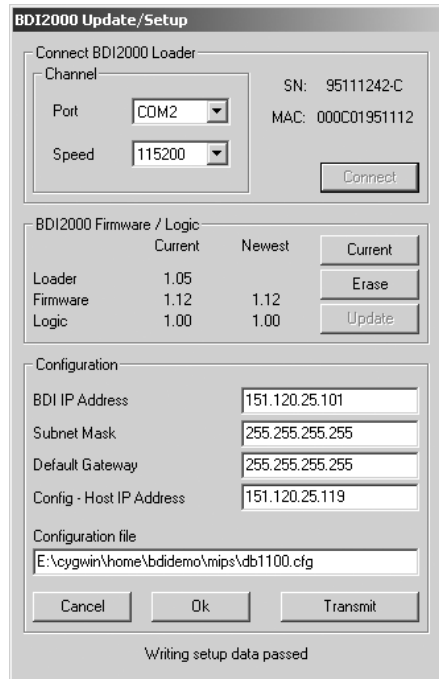 BDI2000 Update/Setup
Connect BDI2000 Loader
Channel
Port COM2
Speed 115200
SN: 95111242-C
MAC: 000C01951112
Connect
BDI2000 Firmware / Logic
Current Newest Current
Loader 1.05 Erase
Firmware 1.12 1.12
Logic 1.00 1.00 Update
Configuration
BDI IP Address 151.120.25.101
Subnet Mask 255.255.255.255
Default Gateway 255.255.255.255
Config - Host IP Address 151.120.25.119
Configuration file
E:\cygwin\home\bdidemo\mips\db1100.cfg
Cancel Ok Transmit
Writing setup data passed